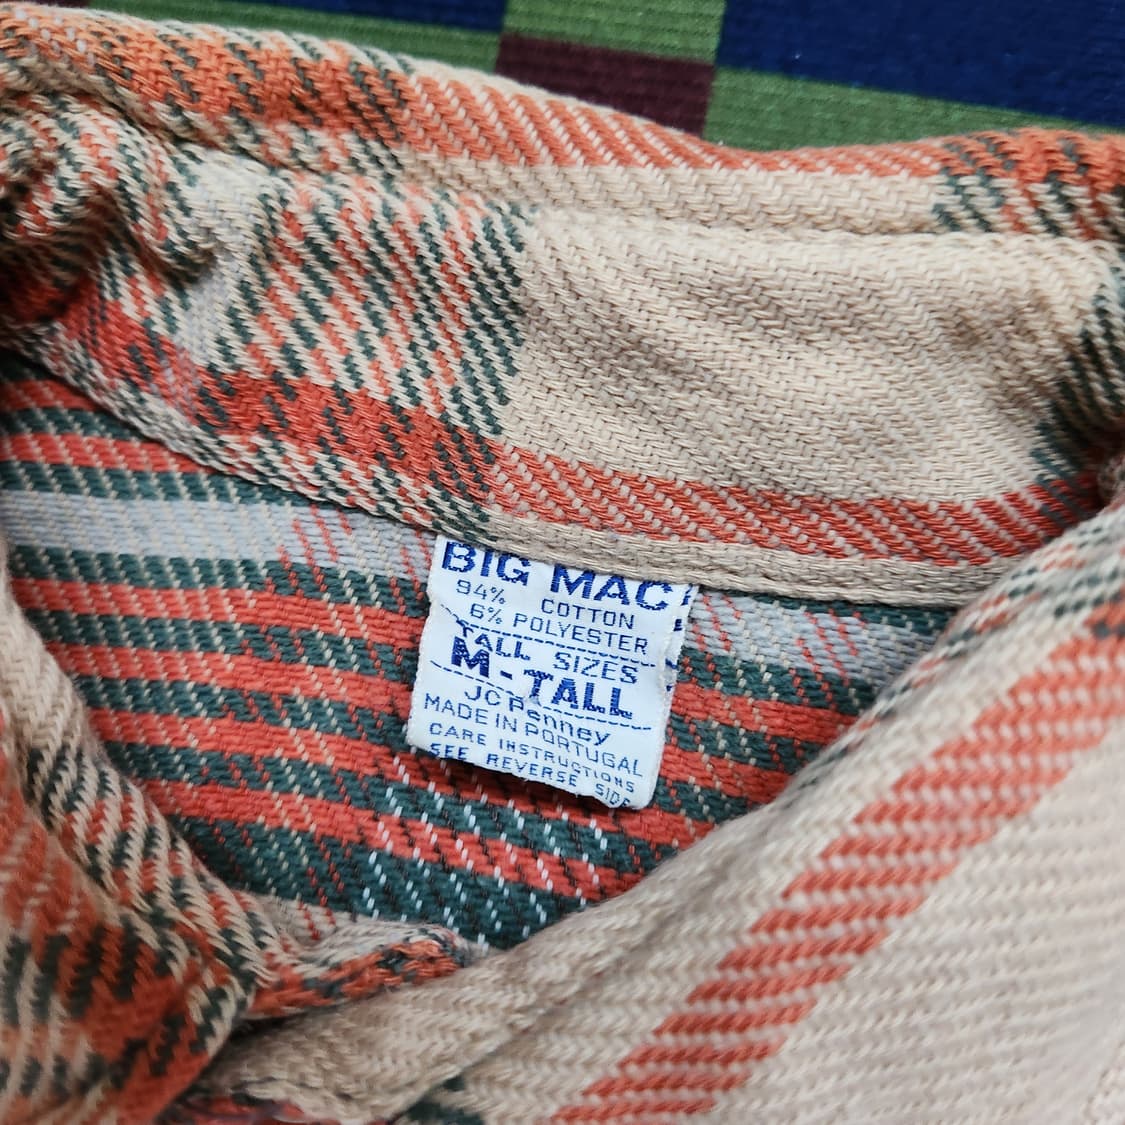 BIG MAC
94% COTTON
6% POLYESTER
TALL SIZES
M-TALL
JCPenney
MADE IN PORTUGAL
CARE INSTRUCTIONS
SEE REVERSE SIDE